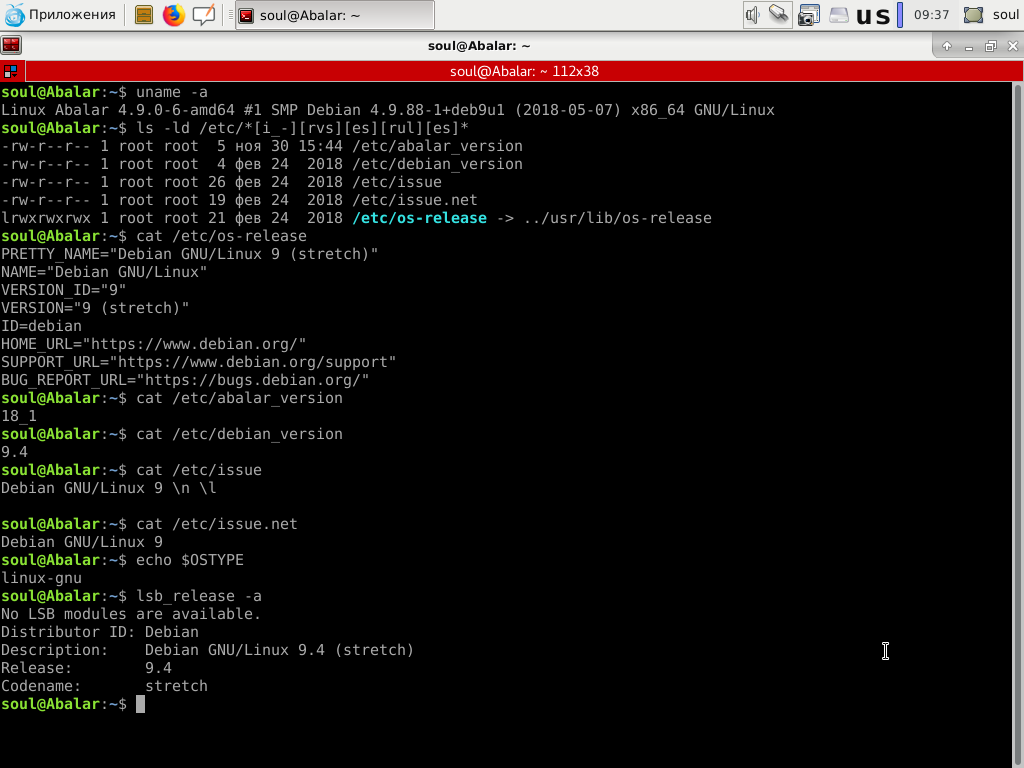 Приложения soul@Abalar: ~ us 09:37 soul
soul@Abalar: ~
soul@Abalar: ~ 112x38
soul@Abalar:~$ uname -a
Linux Abalar 4.9.0-6-amd64 #1 SMP Debian 4.9.88-1+deb9u1 (2018-05-07) x86_64 GNU/Linux
soul@Abalar:~$ ls -ld /etc/*[i_-][rvs][es][rul][es]*
-rw-r--r-- 1 root root  5 ноя 30 15:44 /etc/abalar_version
-rw-r--r-- 1 root root  4 фев 24  2018 /etc/debian_version
-rw-r--r-- 1 root root 26 фев 24  2018 /etc/issue
-rw-r--r-- 1 root root 19 фев 24  2018 /etc/issue.net
lrwxrwxrwx 1 root root 21 фев 24  2018 /etc/os-release -> ../usr/lib/os-release
soul@Abalar:~$ cat /etc/os-release
PRETTY_NAME="Debian GNU/Linux 9 (stretch)"
NAME="Debian GNU/Linux"
VERSION_ID="9"
VERSION="9 (stretch)"
ID=debian
HOME_URL="https://www.debian.org/"
SUPPORT_URL="https://www.debian.org/support"
BUG_REPORT_URL="https://bugs.debian.org/"
soul@Abalar:~$ cat /etc/abalar_version
18_1
soul@Abalar:~$ cat /etc/debian_version
9.4
soul@Abalar:~$ cat /etc/issue
Debian GNU/Linux 9 \n \l
soul@Abalar:~$ cat /etc/issue.net
Debian GNU/Linux 9
soul@Abalar:~$ echo $OSTYPE
linux-gnu
soul@Abalar:~$ lsb_release -a
No LSB modules are available.
Distributor ID: Debian
Description:    Debian GNU/Linux 9.4 (stretch)
Release:        9.4
Codename:       stretch
soul@Abalar:~$